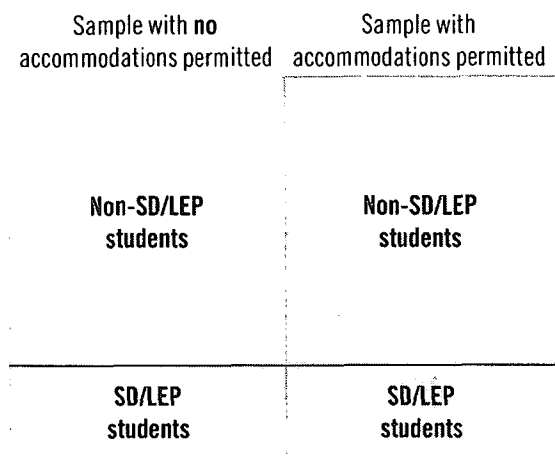 Sample with no
accommodations permitted
Sample with
accommodations permitted
Non-SD/LEP
students
Non-SD/LEP
students
SD/LEP
students
SD/LEP
students